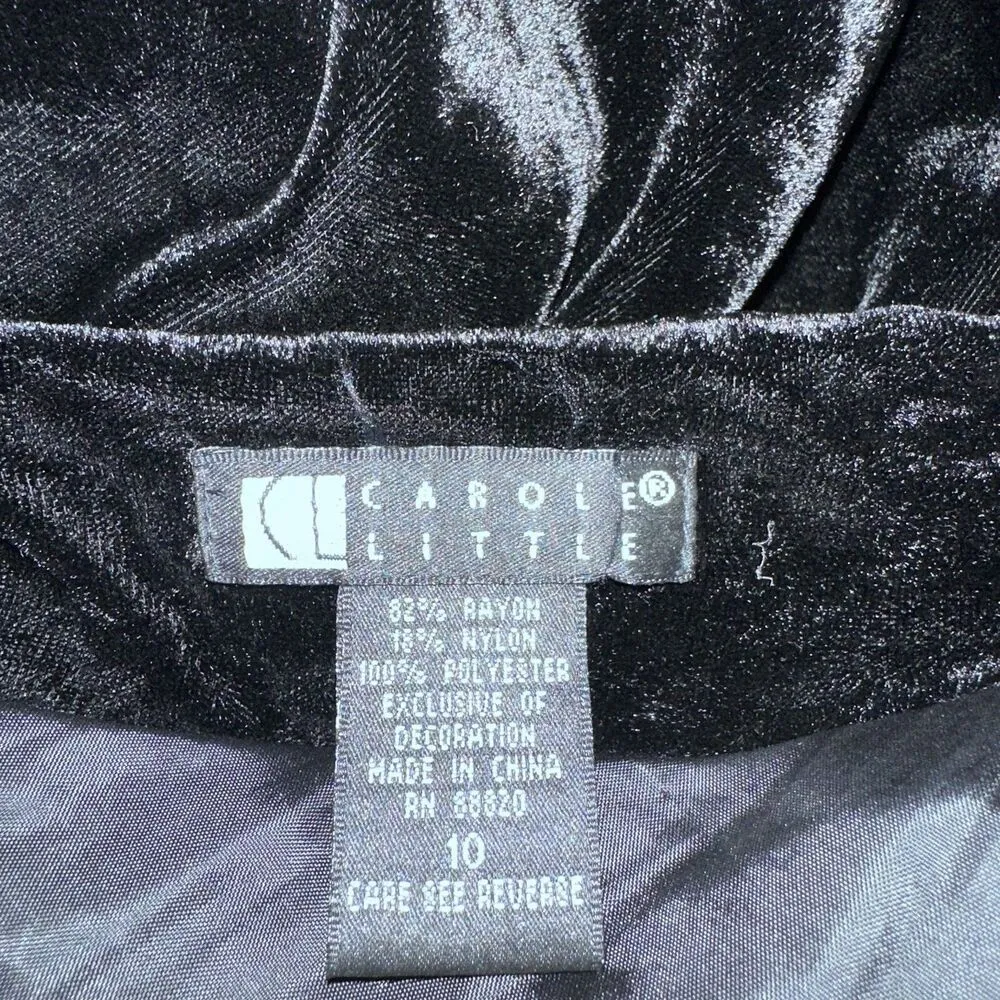 CL CAROLE®
LITTLE
82% RAYON
18% NYLON
100% POLYESTER
EXCLUSIVE OF
DECORATION
MADE IN CHINA
RN
10
CARE SEE REVERSE